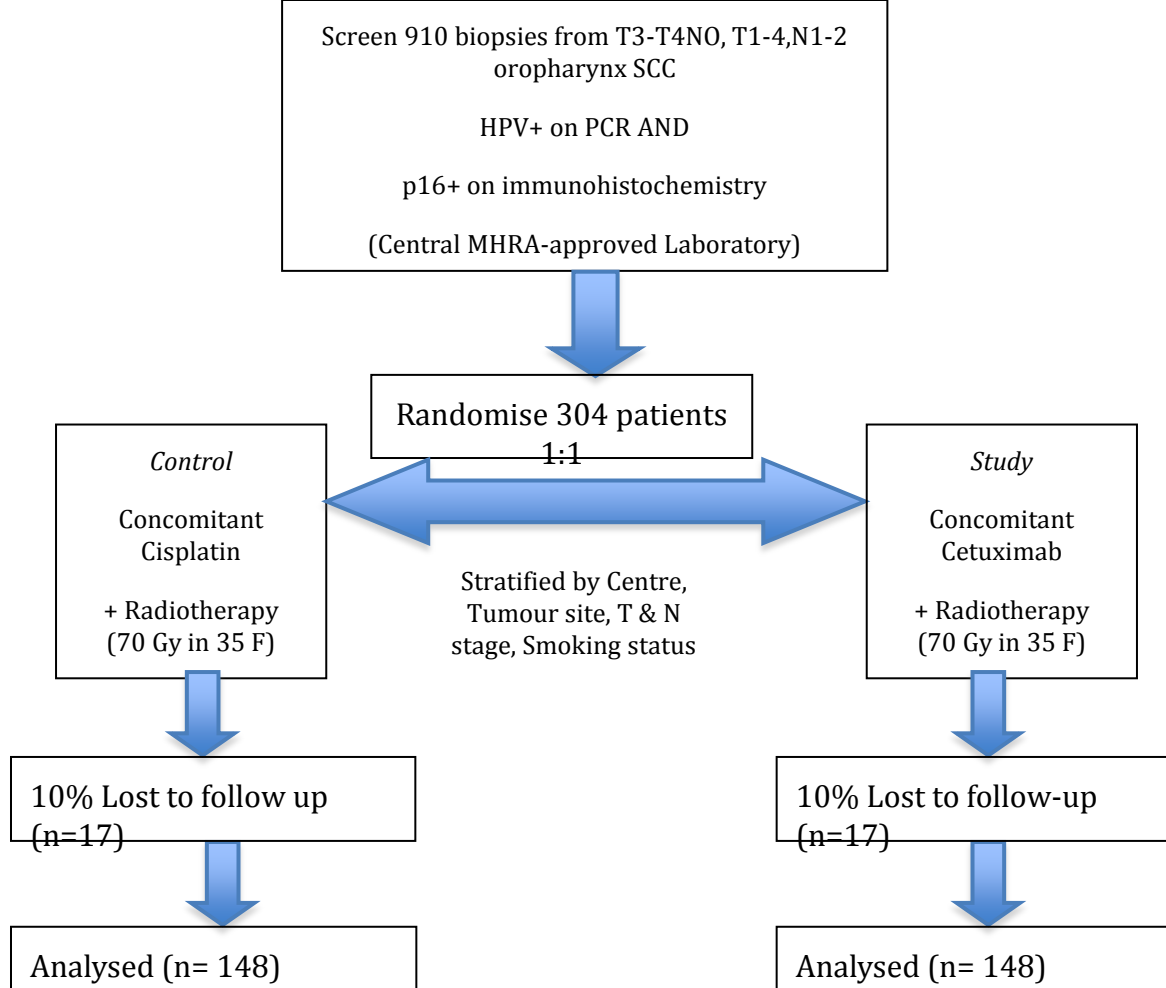 Screen 910 biopsies from T3-T4NO, T1-4,N1-2
oropharynx SCC
HPV+ on PCR AND
p16+ on immunohistochemistry
(Central MHRA-approved Laboratory)
Randomise 304 patients
1:1
Control
Concomitant
Cisplatin
+ Radiotherapy
(70 Gy in 35 F)
Stratified by Centre,
Tumour site, T & N
stage, Smoking status
Study
Concomitant
Cetuximab
+ Radiotherapy
(70 Gy in 35 F)
10% Lost to follow up
(n=17)
10% Lost to follow-up
(n=17)
Analysed (n= 148)
Analysed (n= 148)